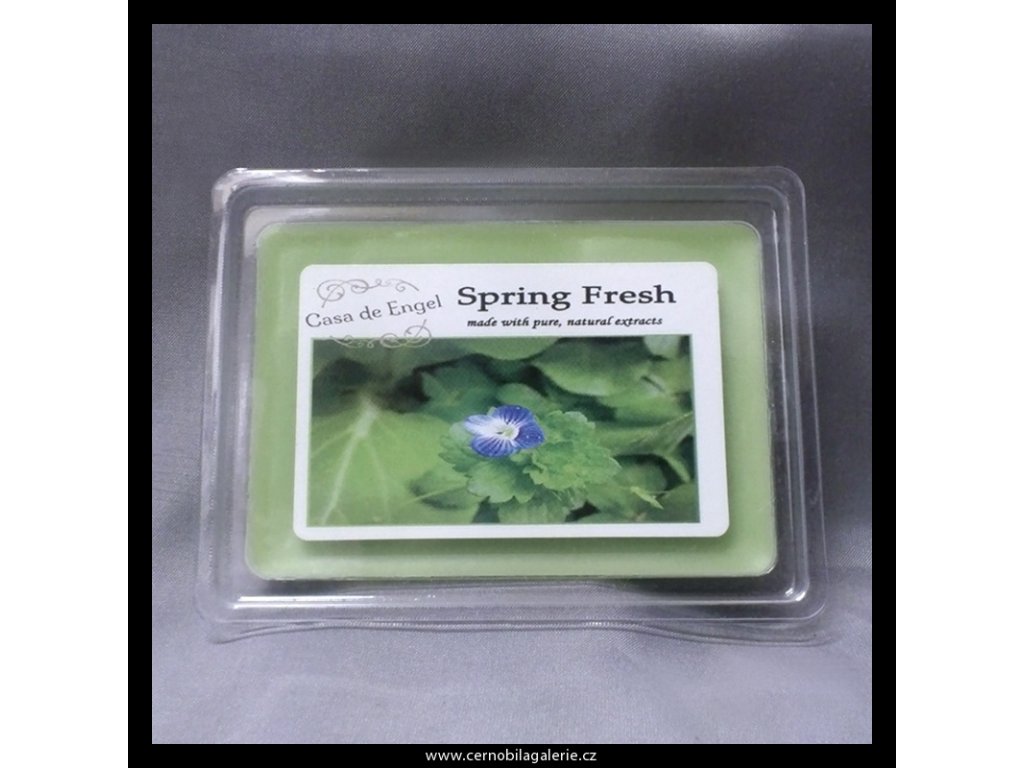 Casa de Engel
Spring Fresh
made with pure, natural extracts
www.cernobilagalerie.cz